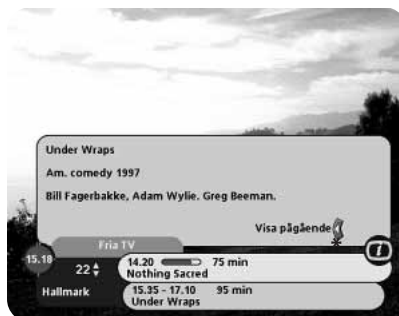 Under Wraps
Am. comedy 1997
Bill Fagerbakke, Adam Wylie. Greg Beeman.
Visa pågående
Fria TV
15.18
22
14.20 75 min
Nothing Sacred
Hallmark
15.35 - 17.10 95 min
Under Wraps
i